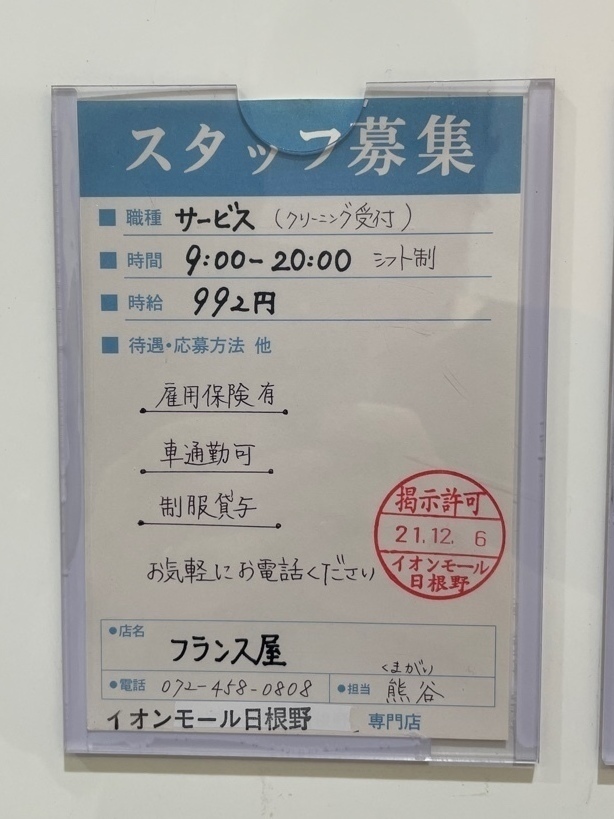 スタッフ募集
■ 職種 サービス (クリーニング受付)
■ 時間 9:00-20:00 シフト制
■ 時給 992円
■ 待遇・応募方法 他
雇用保険有
車通勤可
制服貸与
お気軽にお電話ください
掲示許可
21.12.6
イオンモール
日根野
●店名
フランス屋
●電話 072-458-0808 ●担当 熊谷
くまがい
イオンモール日根野 専門店